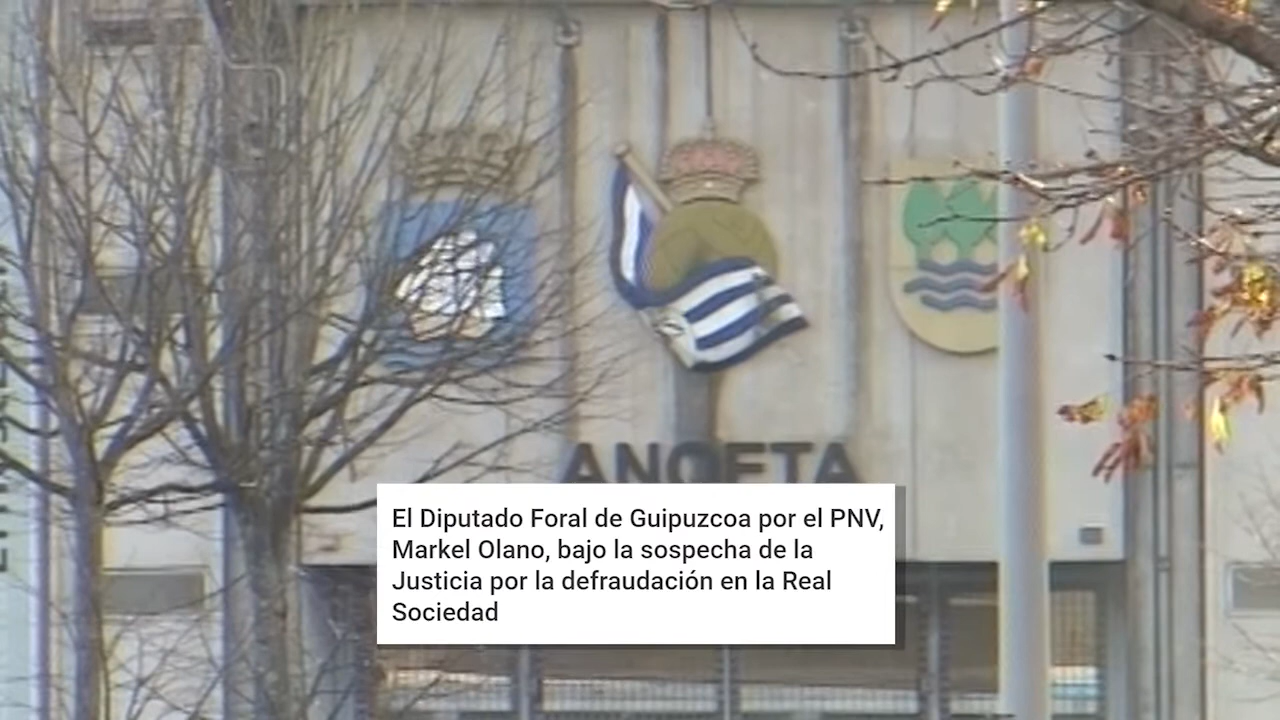 ANOETA
El Diputado Foral de Guipuzcoa por el PNV,
Markel Olano, bajo la sospecha de la
Justicia por la defraudación en la Real
Sociedad